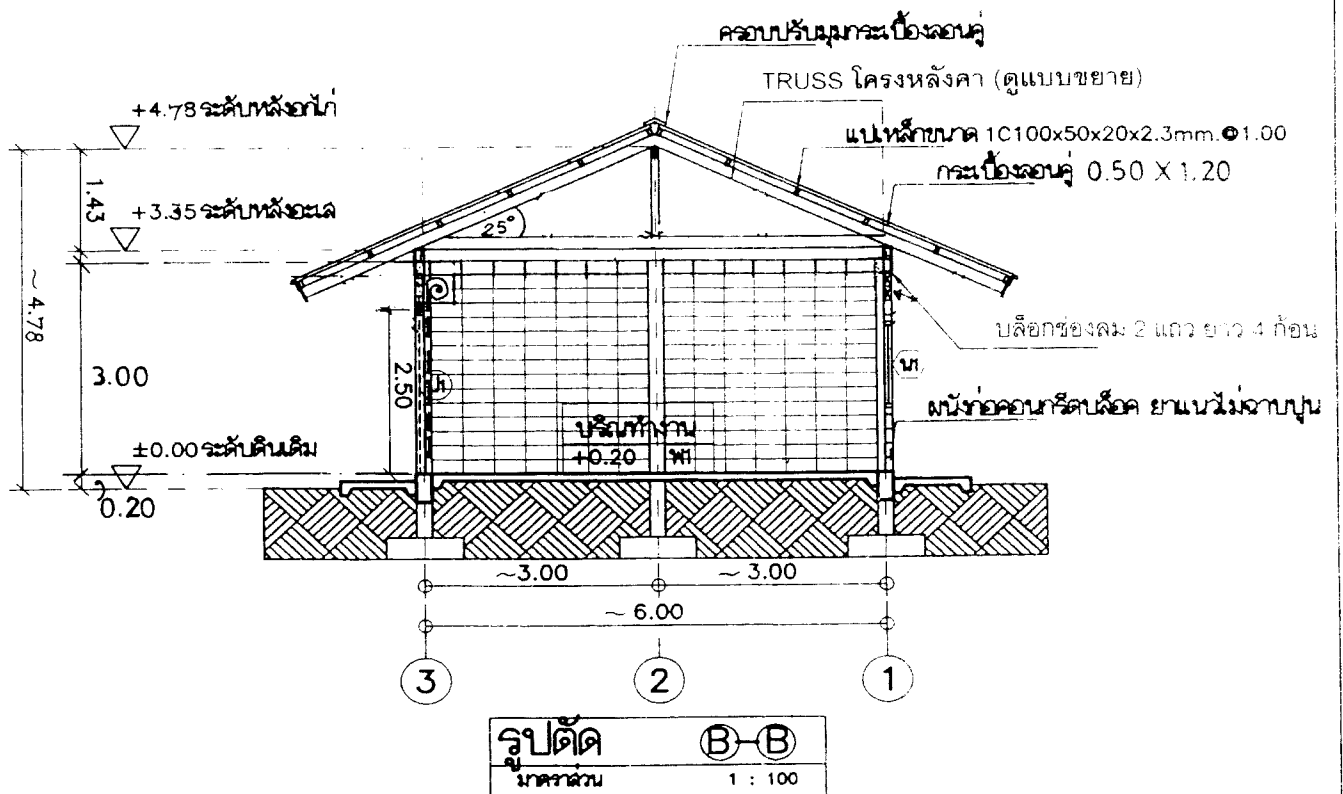 ครอบปรับมุมกระเบื้องลอนคู่
TRUSS โครงหลังคา (ดูแบบขยาย)
+4.78 ระดับหลังอกไก่
แปเหล็กขนาด 1C100x50x20x2.3mm.@1.00
กระเบื้องลอนคู่ 0.50 X 1.20
1.43
+3.35 ระดับหลังอะเส
25°
~ 4.78
บล็อกช่องลม 2 แถว ยาว 4 ก้อน
3.00
2.50
ป1
น1
ผนังก่อคอนกรีตบล็อค ยาแนวไม่ฉาบปูน
บริเวณทำงาน
+0.20 พ1
±0.00 ระดับดินเดิม
0.20
~3.00
~ 3.00
~ 6.00
3
2
1
รูปตัด B-B
มาตราส่วน 1 : 100